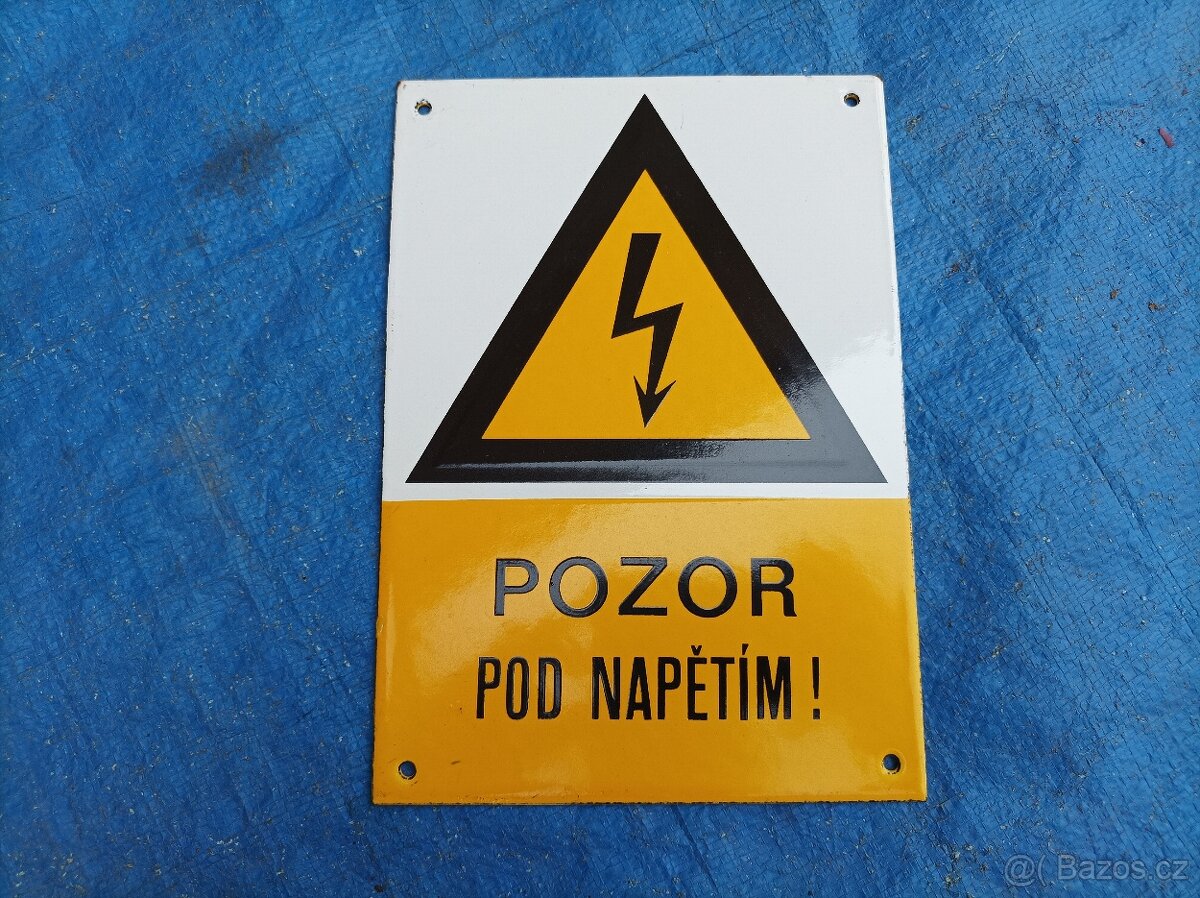 POZOR
POD NAPĚTÍM !
@( Bazos.cz